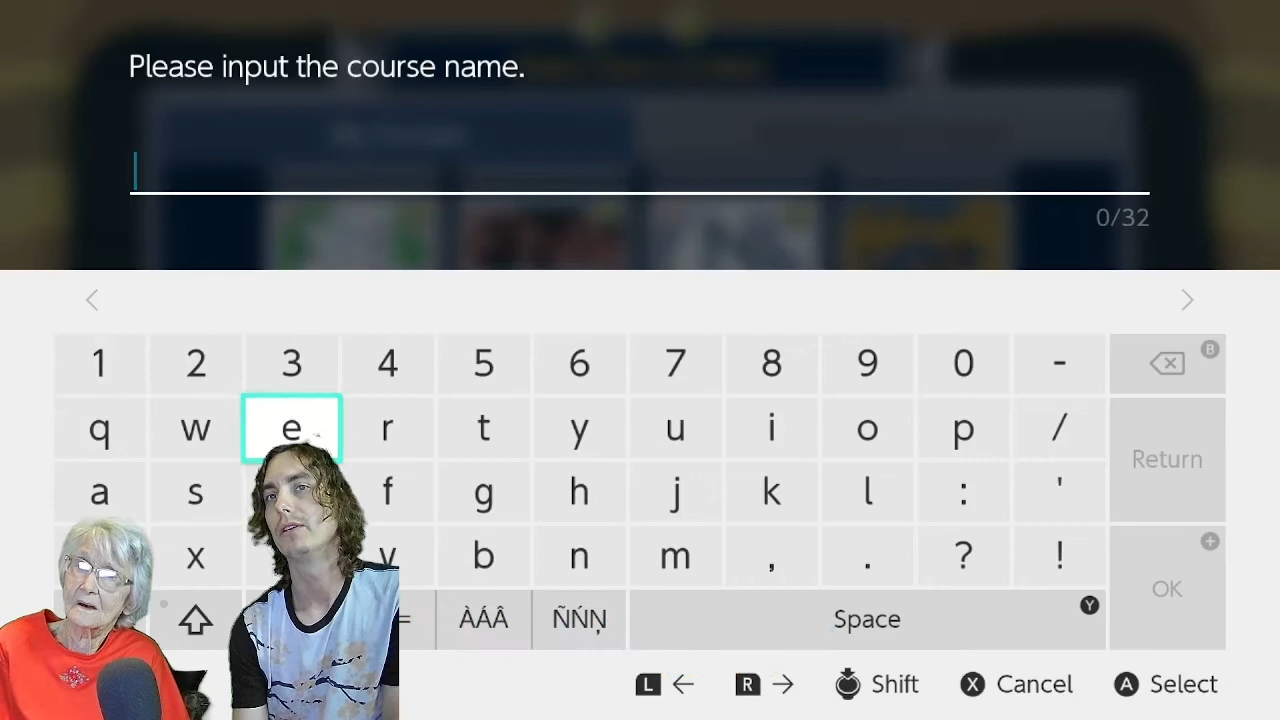 Please input the course name.
0/32
1 2 3 4 5 6 7 8 9 0 - B
q w e r t y u i o p / Return
a s f g h j k l : '
x v b n m , . ? ! + OK
= ÀÁÂ ÑŃŅ Space Y
L ← R → Shift X Cancel A Select